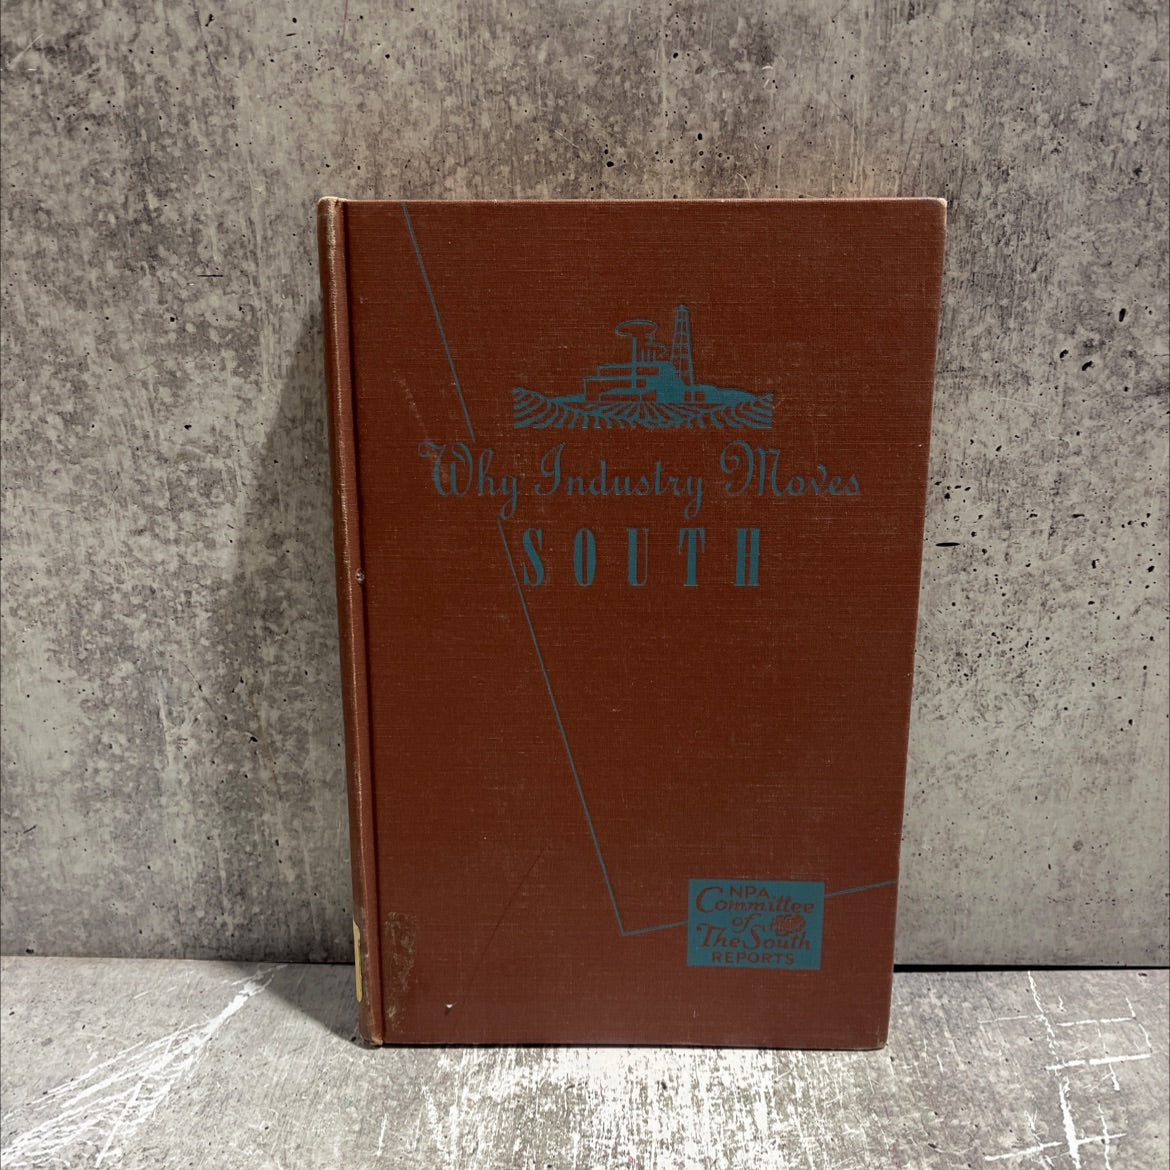 Why Industry Moves
SOUTH
NPA
Committee
of
The South
REPORTS